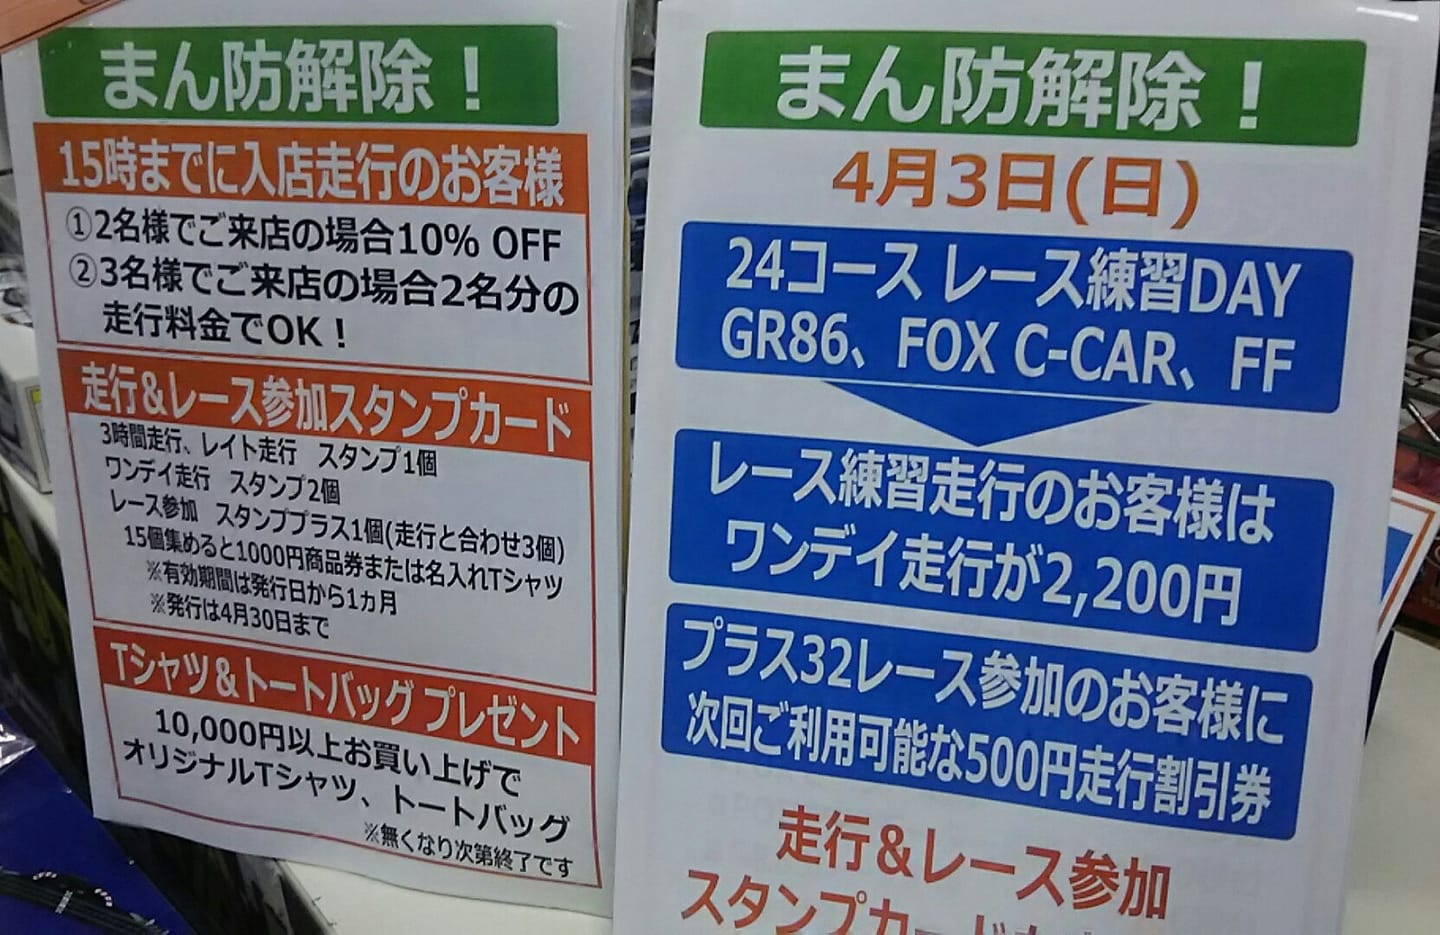 まん防解除！
15時までに入店走行のお客様
①2名様でご来店の場合10% OFF
②3名様でご来店の場合2名分の
走行料金でOK！
走行＆レース参加スタンプカード
3時間走行、レイト走行　スタンプ1個
ワンデイ走行　スタンプ2個
レース参加　スタンププラス1個(走行と合わせ3個)
15個集めると1000円商品券または名入れTシャツ
※有効期間は発行日から1ヵ月
※発行は4月30日まで
Tシャツ＆トートバッグ プレゼント
10,000円以上お買い上げで
オリジナルTシャツ、トートバッグ
※無くなり次第終了です
まん防解除！
4月3日(日)
24コース レース練習DAY
GR86、FOX C-CAR、FF
レース練習走行のお客様は
ワンデイ走行が2,200円
プラス32レース参加のお客様に
次回ご利用可能な500円走行割引券
走行＆レース参加
スタンプカード